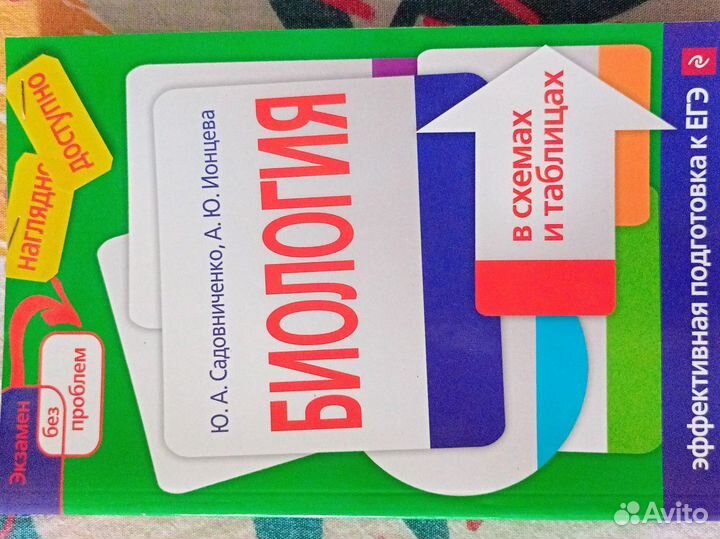 Экзамен
без
проблем
Наглядно
Доступно
Ю. А. Садовниченко, А. Ю. Ионцева
БИОЛОГИЯ
в схемах
и таблицах
эффективная подготовка к ЕГЭ
Avito